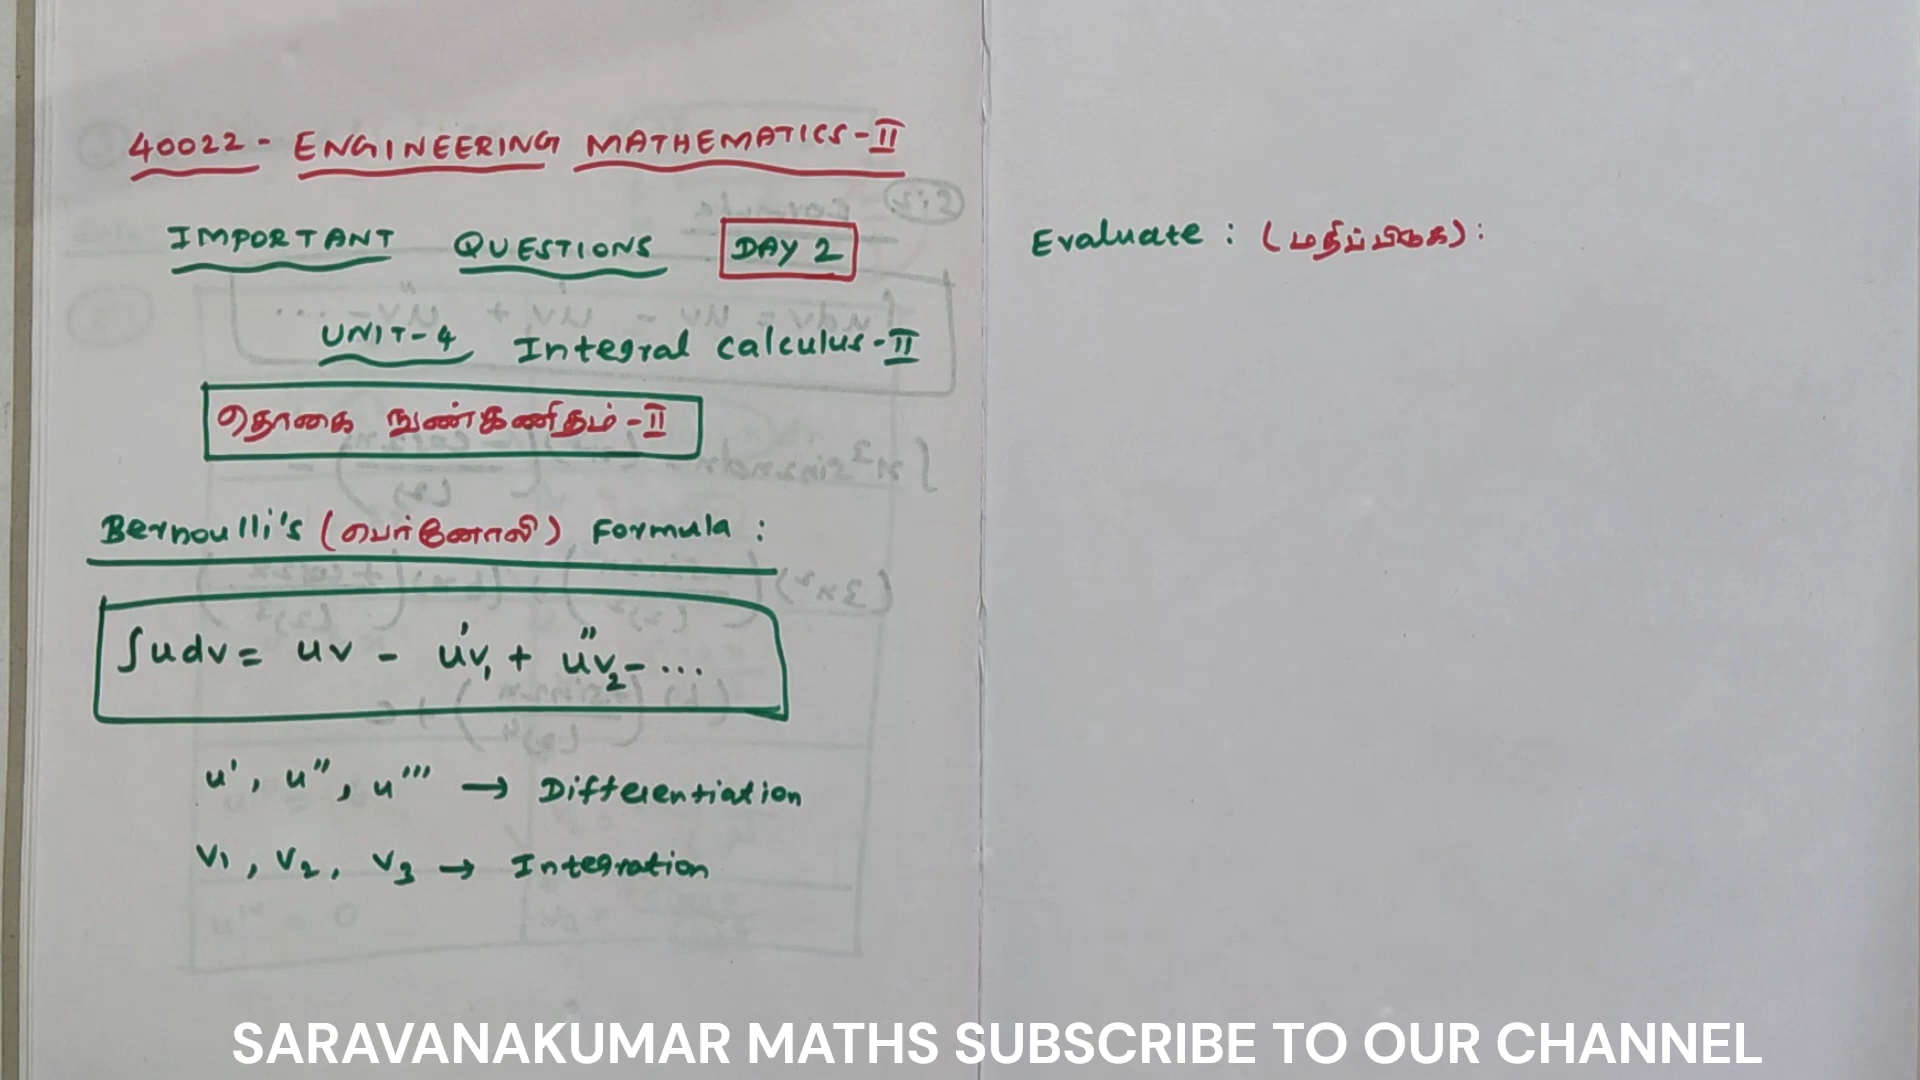 40022 - ENGINEERING MATHEMATICS - II
IMPORTANT QUESTIONS DAY 2
UNIT-4 Integral calculus - II
தொகை நுண்கணிதம் - II
Bernoulli's (பெர்னோலி) Formula :
∫udv = uv - u'v₁ + u''v₂ - ...
u', u'', u''' → Differentiation
v₁, v₂, v₃ → Integration
Evaluate : (மதிப்பிடுக) :
SARAVANAKUMAR MATHS SUBSCRIBE TO OUR CHANNEL